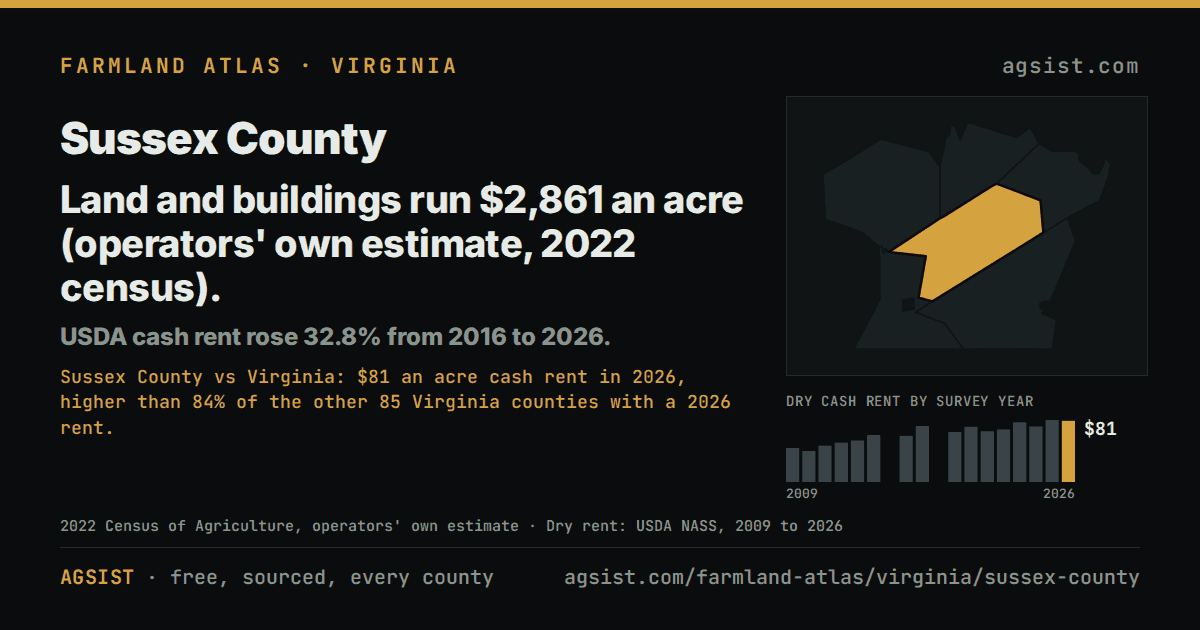 FARMLAND ATLAS · VIRGINIA
agsist.com
Sussex County
Land and buildings run $2,861 an acre
(operators' own estimate, 2022
census).
USDA cash rent rose 32.8% from 2016 to 2026.
Sussex County vs Virginia: $81 an acre cash rent in 2026,
higher than 84% of the other 85 Virginia counties with a 2026
rent.
DRY CASH RENT BY SURVEY YEAR
$81
2009 2026
2022 Census of Agriculture, operators' own estimate · Dry rent: USDA NASS, 2009 to 2026
AGSIST · free, sourced, every county
agsist.com/farmland-atlas/virginia/sussex-county